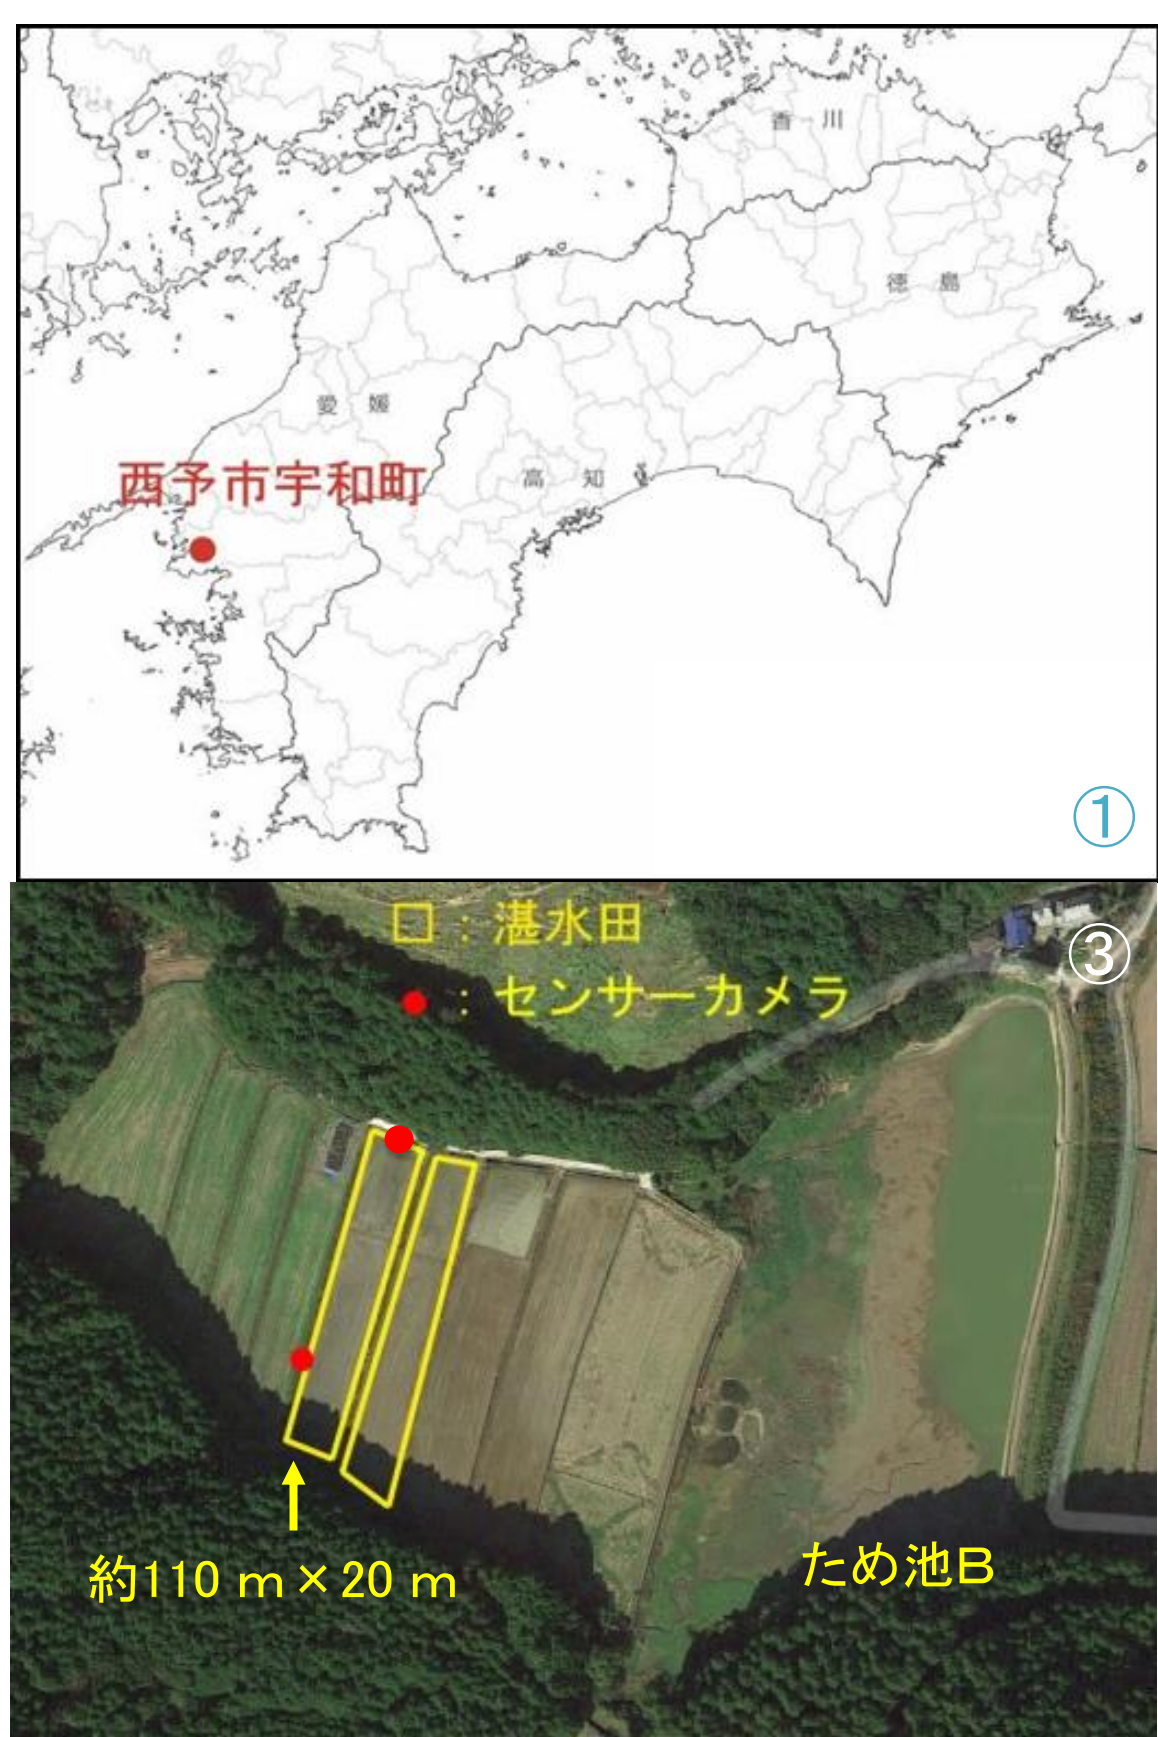 香川
徳島
愛媛
高知
西予市宇和町
①
□：湛水田
③
●：センサーカメラ
約110 m×20 m
ため池B